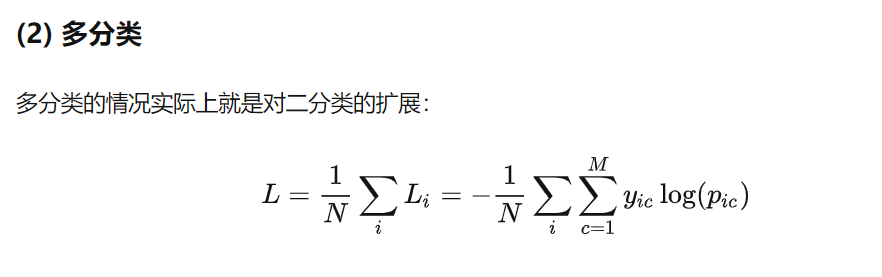 (2) 多分类
多分类的情况实际上就是对二分类的扩展：
L = \frac{1}{N} \sum_{i} L_i = -\frac{1}{N} \sum_{i} \sum_{c=1}^{M} y_{ic} \log(p_{ic})